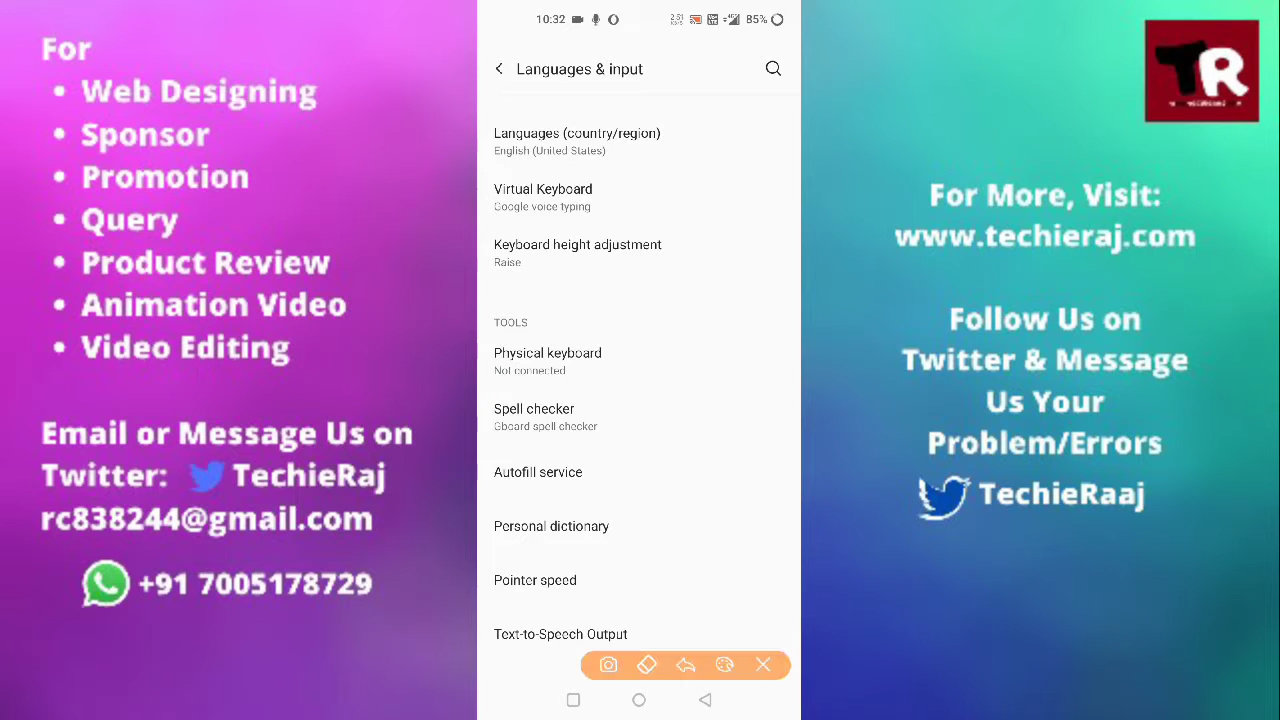 For
• Web Designing
• Sponsor
• Promotion
• Query
• Product Review
• Animation Video
• Video Editing
Email or Message Us on
Twitter: TechieRaj
rc838244@gmail.com
+91 7005178729
10:32
2.51
85%
Languages & input
Languages (country/region)
English (United States)
Virtual Keyboard
Google voice typing
Keyboard height adjustment
Raise
TOOLS
Physical keyboard
Not connected
Spell checker
Gboard spell checker
Autofill service
Personal dictionary
Pointer speed
Text-to-Speech Output
TR
For More, Visit:
www.techieraj.com
Follow Us on
Twitter & Message
Us Your
Problem/Errors
TechieRaaj